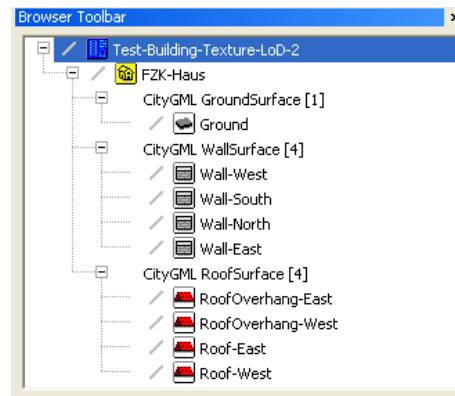 Browser Toolbar
Test-Building-Texture-LoD-2
FZK-Haus
CityGML GroundSurface [1]
Ground
CityGML WallSurface [4]
Wall-West
Wall-South
Wall-North
Wall-East
CityGML RoofSurface [4]
RoofOverhang-East
RoofOverhang-West
Roof-East
Roof-West